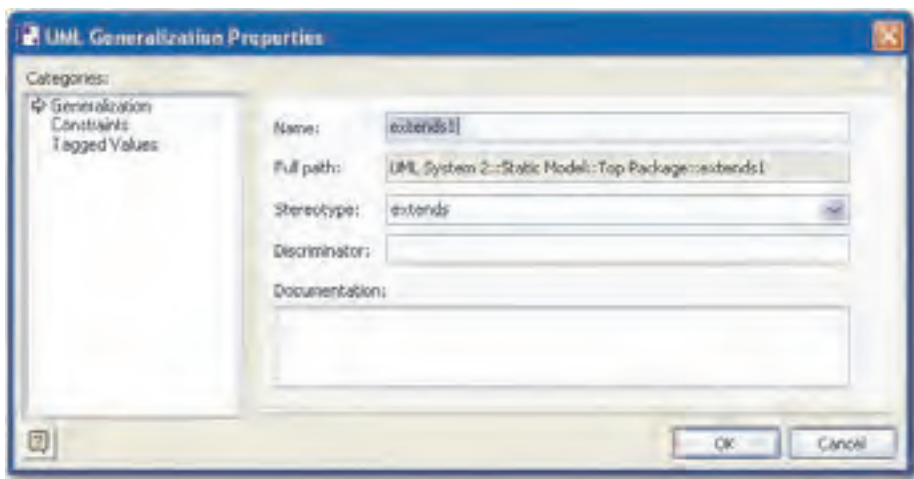 UML Generalization Properties
Categories:
Generalization
Constraints
Tagged Values
Name: extends1
Full path: UML System 2::Static Model::Top Package::extends1
Stereotype: extends
Discriminator:
Documentation:
?
OK Cancel